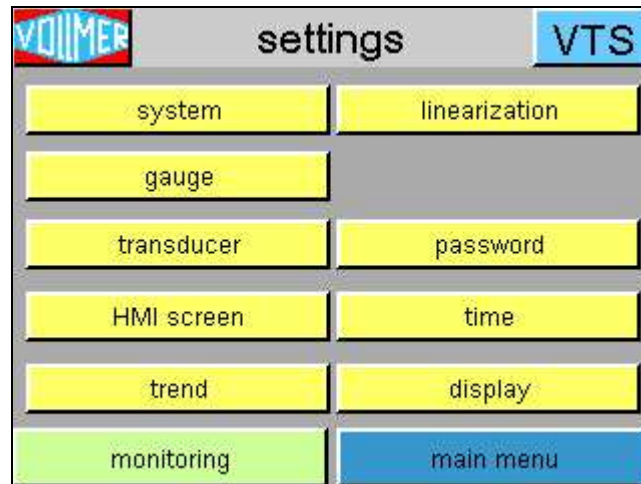 VOLLMER settings VTS
system linearization
gauge
transducer password
HMI screen time
trend display
monitoring main menu